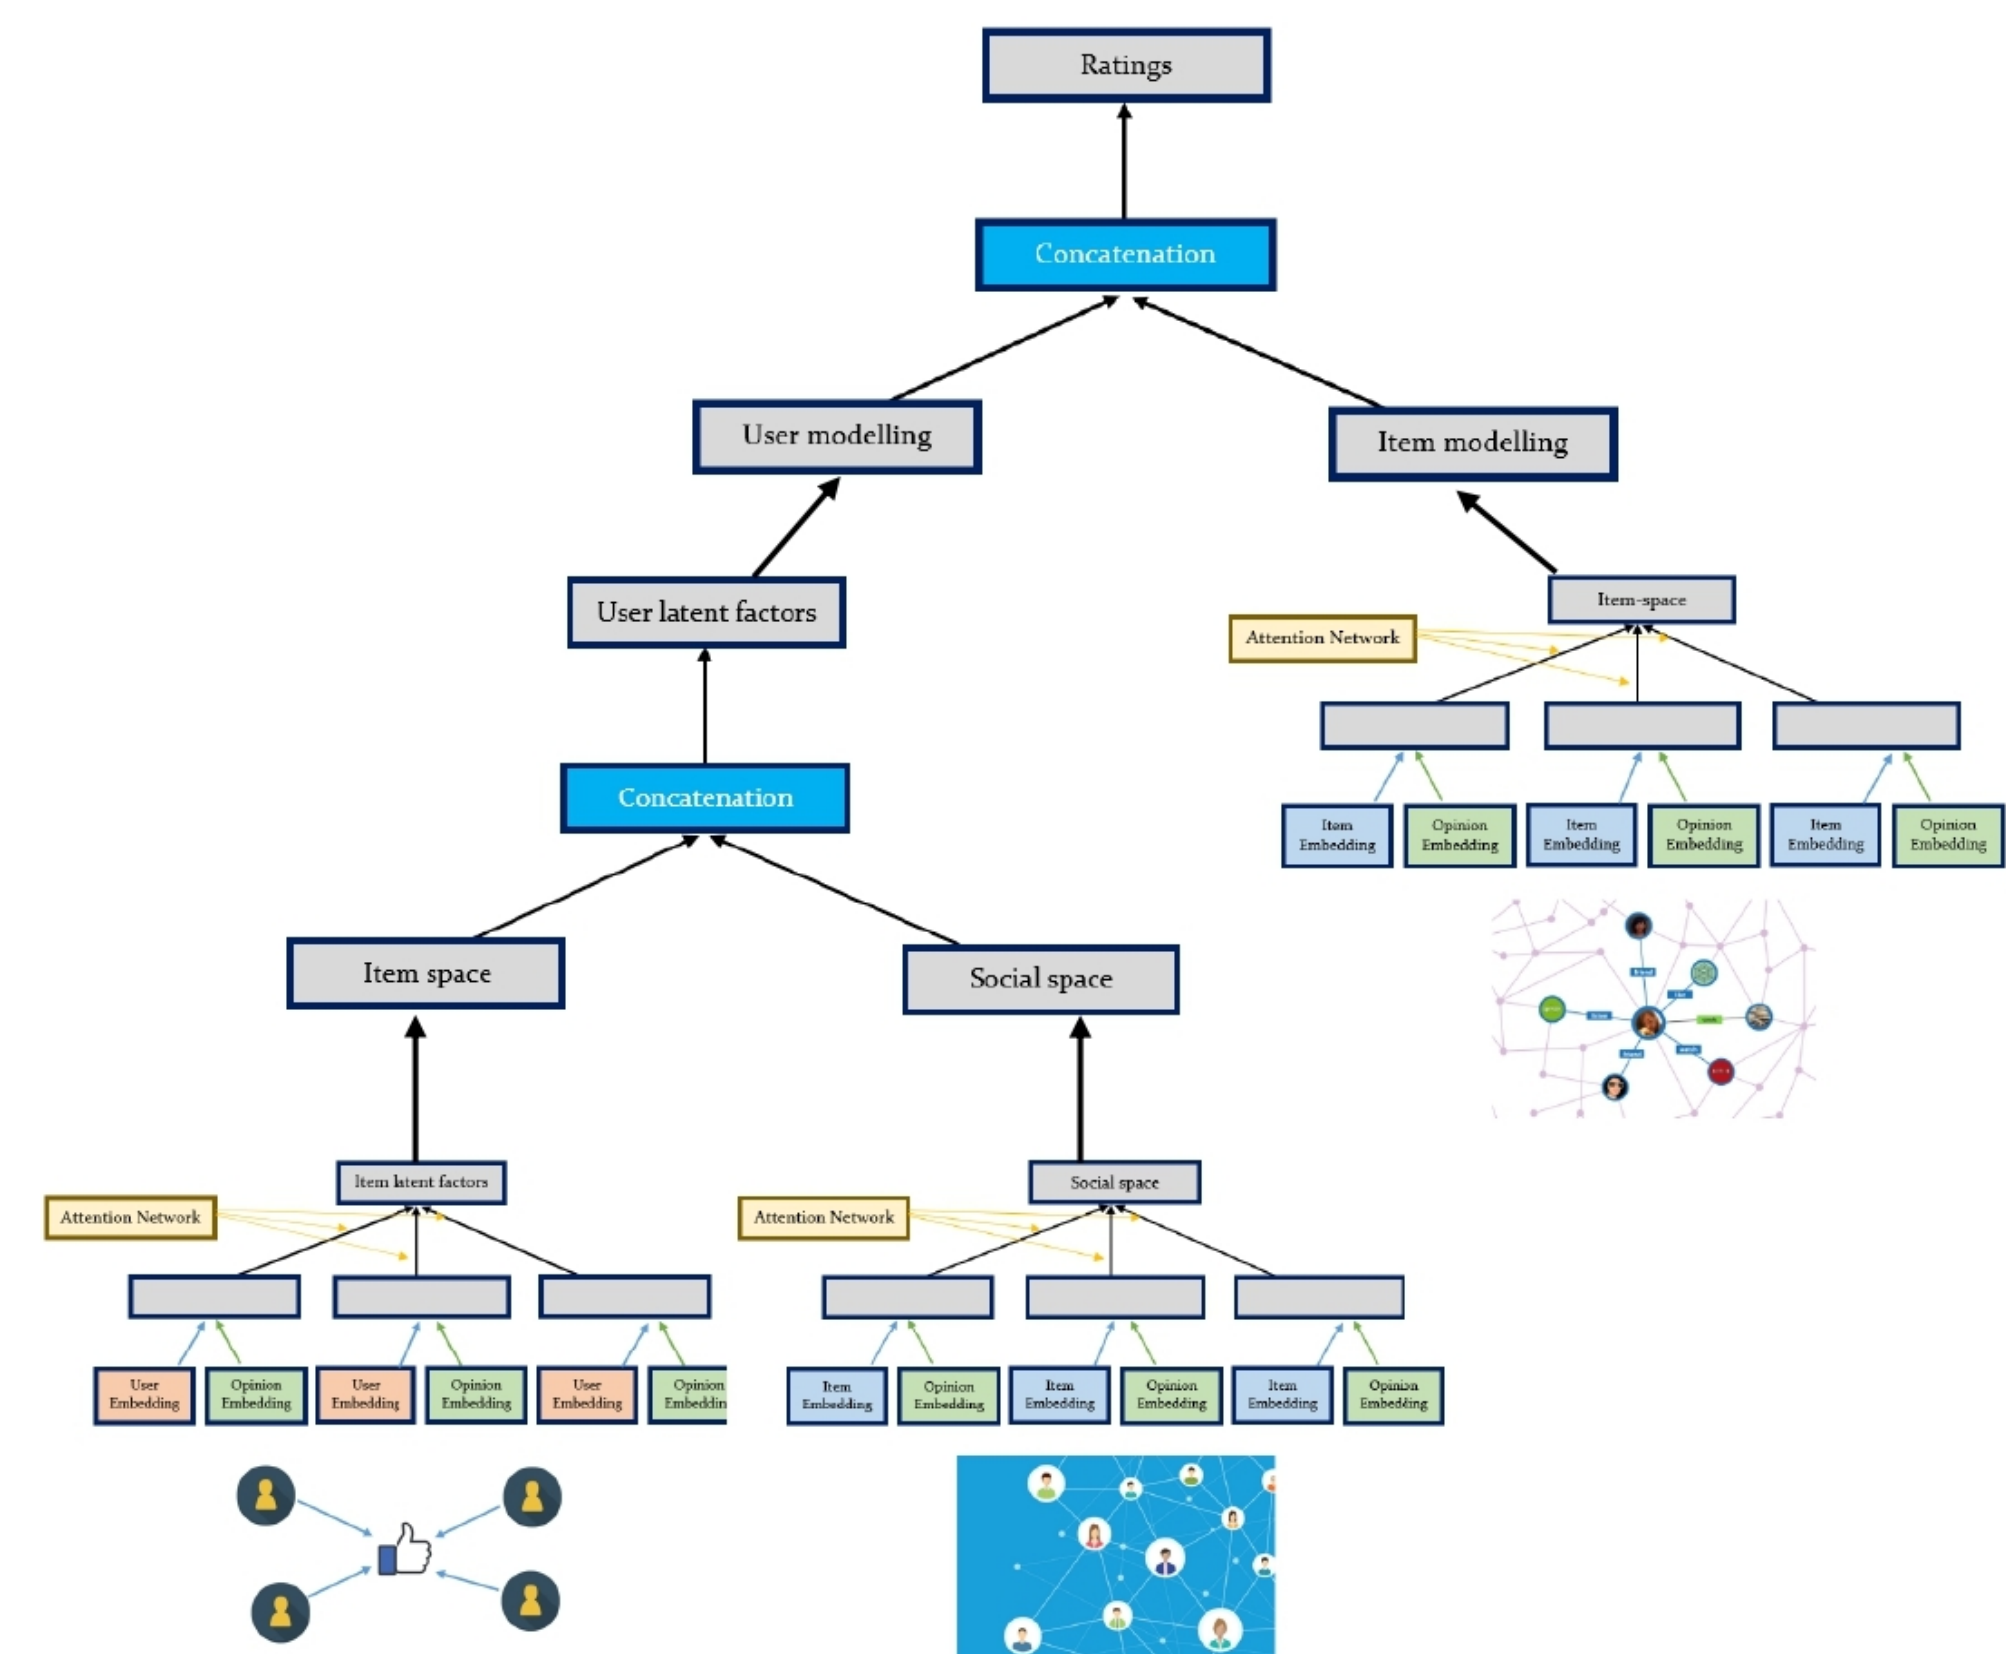 Ratings
Concatenation
User modelling
Item modelling
User latent factors
Item-space
Attention Network
Concatenation
Item
Embedding
Opinion
Embedding
Item
Embedding
Opinion
Embedding
Item
Embedding
Opinion
Embedding
Item space
Social space
friend
Item latent factors
Social space
Attention Network
Attention Network
User
Embedding
Opinion
Embedding
User
Embedding
Opinion
Embedding
User
Embedding
Opinion
Embeddin
Item
Embedding
Opinion
Embedding
Item
Embedding
Opinion
Embedding
Item
Embedding
Opinion
Embedding